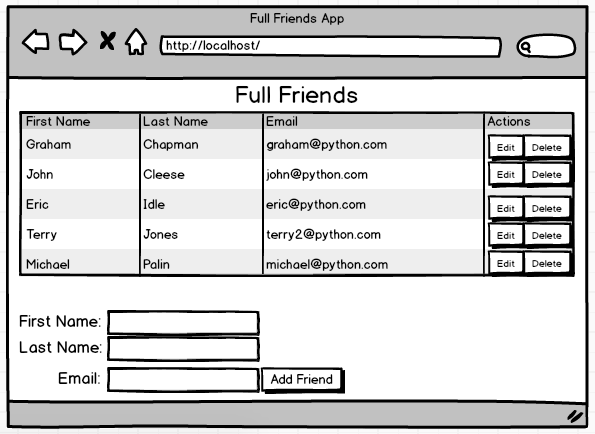 Full Friends App
http://localhost/
Full Friends
First Name Last Name Email Actions
Graham Chapman graham@python.com Edit Delete
John Cleese john@python.com Edit Delete
Eric Idle eric@python.com Edit Delete
Terry Jones terry2@python.com Edit Delete
Michael Palin michael@python.com Edit Delete
First Name:
Last Name:
Email: Add Friend